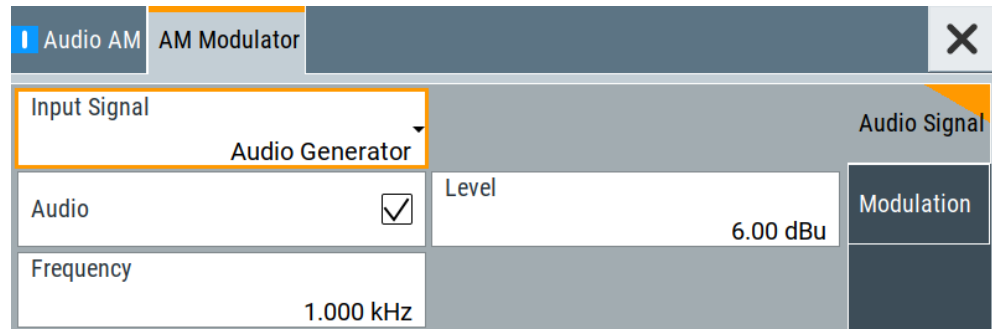 Audio AM AM Modulator
Input Signal
Audio Generator
Audio Signal
Audio
Level
6.00 dBu
Modulation
Frequency
1.000 kHz